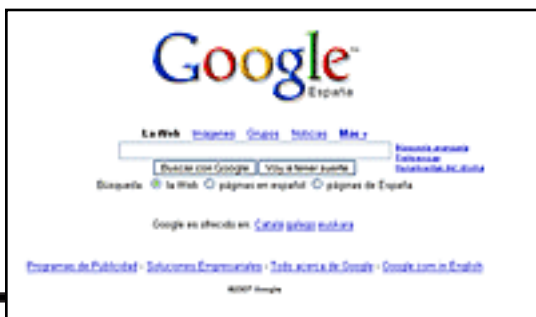 Google™
España
La Web Imágenes Grupos Noticias Más »
Búsqueda avanzada
Preferencias
Herramientas del idioma
Buscar con Google Voy a tener suerte
Búsqueda: la Web páginas en español páginas de España
Google es ofrecido en: Català galego euskara
Programas de Publicidad - Soluciones Empresariales - Todo acerca de Google - Google.com in English
©2007 Google